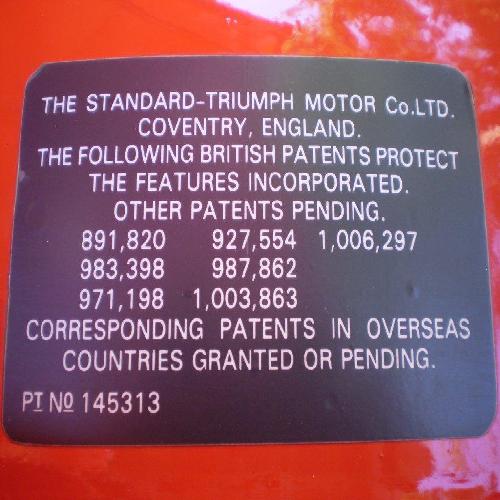 THE STANDARD-TRIUMPH MOTOR Co.LTD.
COVENTRY, ENGLAND.
THE FOLLOWING BRITISH PATENTS PROTECT
THE FEATURES INCORPORATED.
OTHER PATENTS PENDING.
891,820 927,554 1,006,297
983,398 987,862
971,198 1,003,863
CORRESPONDING PATENTS IN OVERSEAS
COUNTRIES GRANTED OR PENDING.
PT No 145313